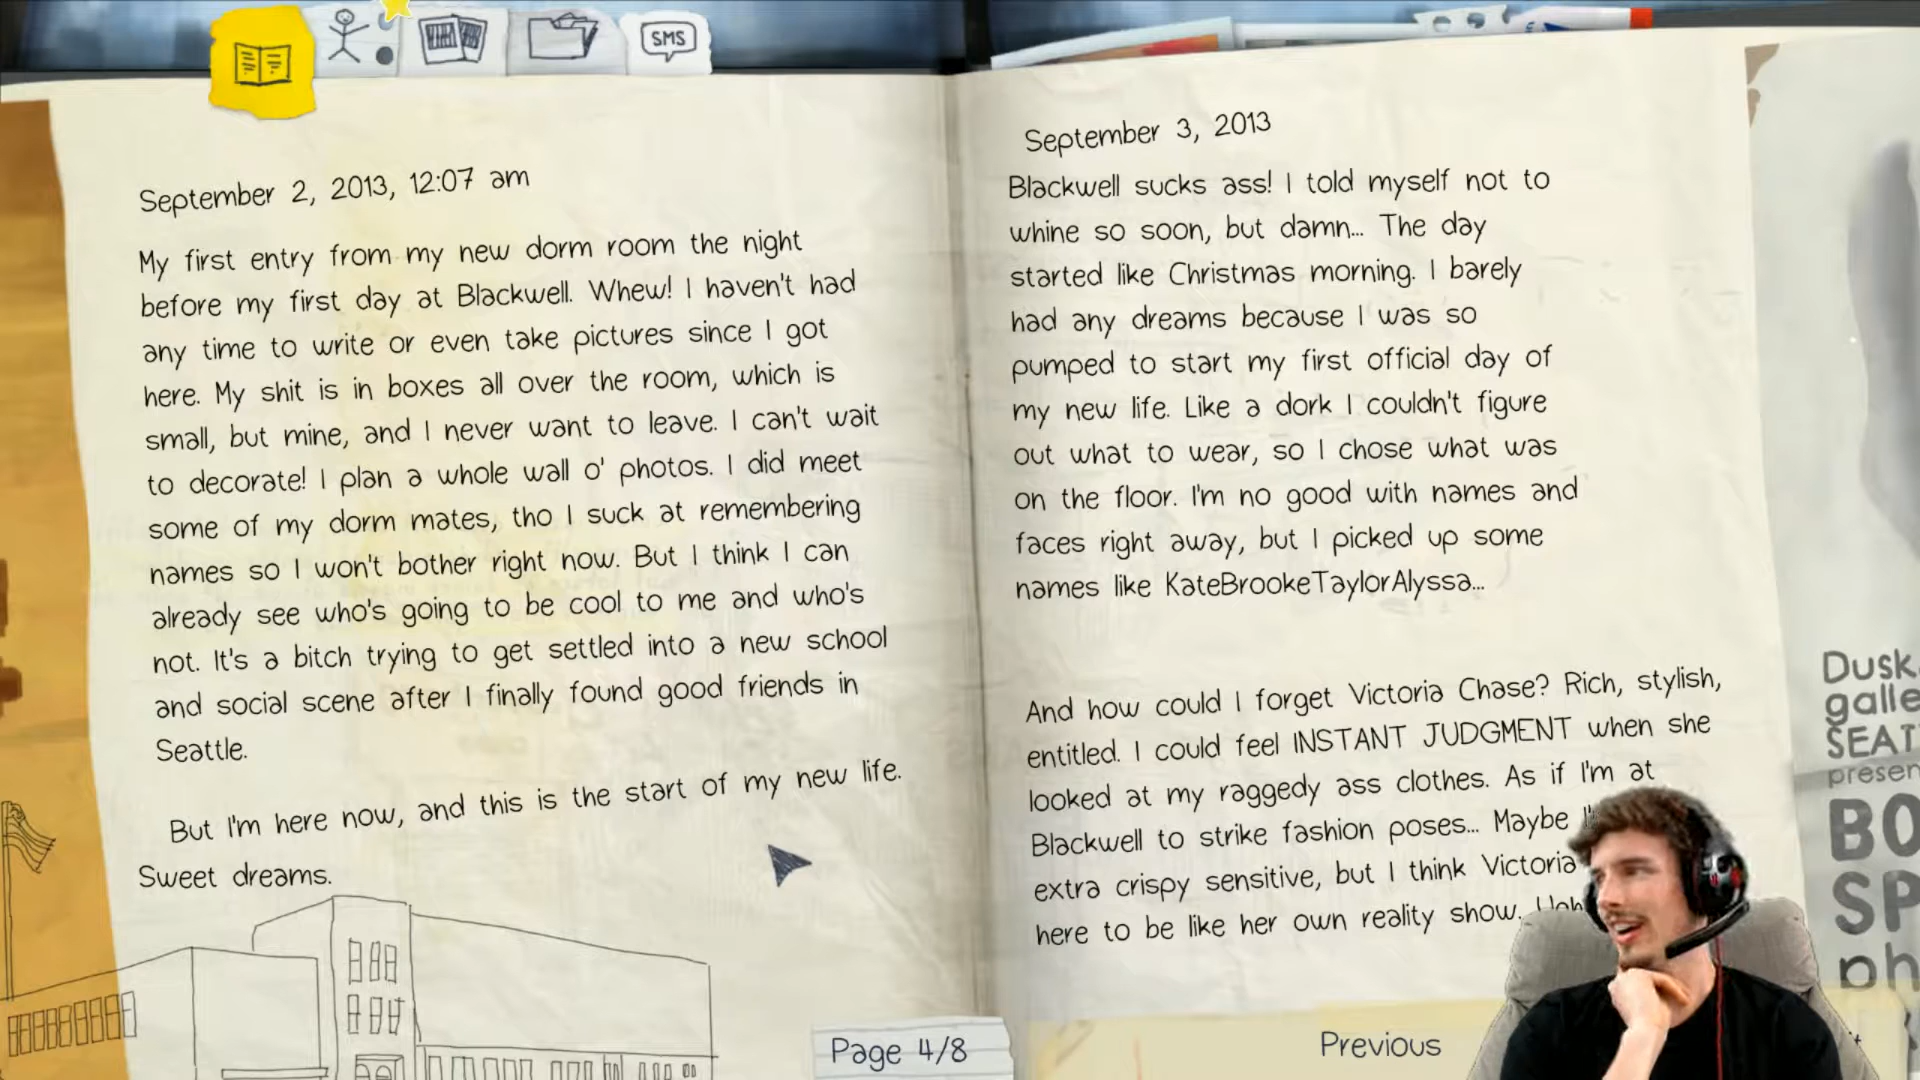 SMS
September 2, 2013, 12:07 am
My first entry from my new dorm room the night
before my first day at Blackwell. Whew! I haven't had
any time to write or even take pictures since I got
here. My shit is in boxes all over the room, which is
small, but mine, and I never want to leave. I can't wait
to decorate! I plan a whole wall o' photos. I did meet
some of my dorm mates, tho I suck at remembering
names so I won't bother right now. But I think I can
already see who's going to be cool to me and who's
not. It's a bitch trying to get settled into a new school
and social scene after I finally found good friends in
Seattle.
But I'm here now, and this is the start of my new life.
Sweet dreams.
September 3, 2013
Blackwell sucks ass! I told myself not to
whine so soon, but damn... The day
started like Christmas morning. I barely
had any dreams because I was so
pumped to start my first official day of
my new life. Like a dork I couldn't figure
out what to wear, so I chose what was
on the floor. I'm no good with names and
faces right away, but I picked up some
names like KateBrookeTaylorAlyssa...
And how could I forget Victoria Chase? Rich, stylish,
entitled. I could feel INSTANT JUDGMENT when she
looked at my raggedy ass clothes. As if I'm at
Blackwell to strike fashion poses... Maybe
extra crispy sensitive, but I think Victoria
here to be like her own reality show.
Page 4/8
Previous
Dusk
galle
SEAT
presen
BO
SP
ph